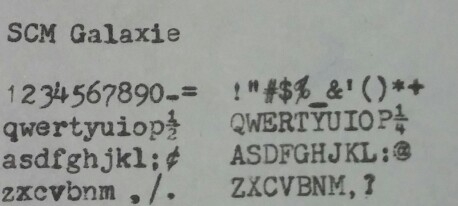 SCM Galaxie
1234567890-= !"#$%_&'()*+
qwertyuiop½ QWERTYUIOP¼
asdfghjkl;¢ ASDFGHJKL:@
zxcvbnm ,/. ZXCVBNM,?